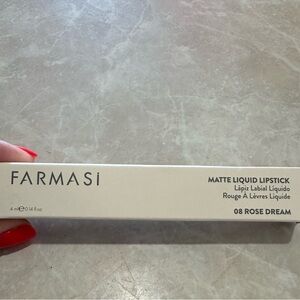 FARMASİ
4 ml ℮ 0.14 fl.oz
MATTE LIQUID LIPSTICK
Lápiz Labial Líquido
Rouge À Lèvres Liquide
08 ROSE DREAM